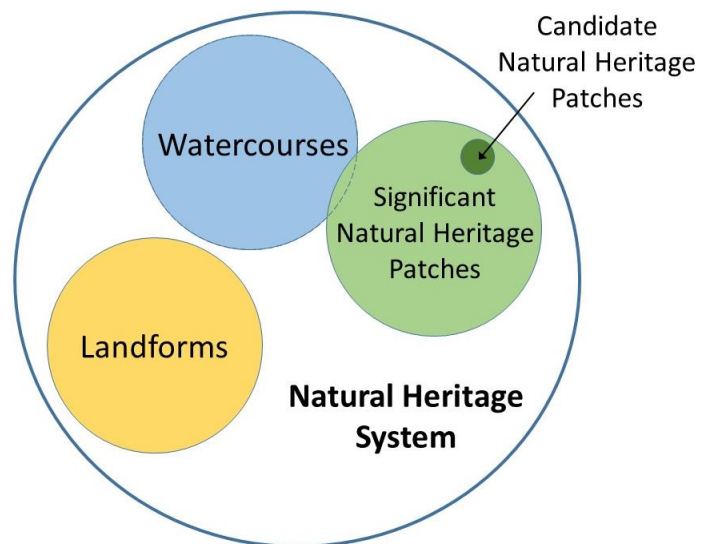 Candidate
Natural Heritage
Patches
Watercourses
Significant
Natural Heritage
Patches
Landforms
Natural Heritage
System